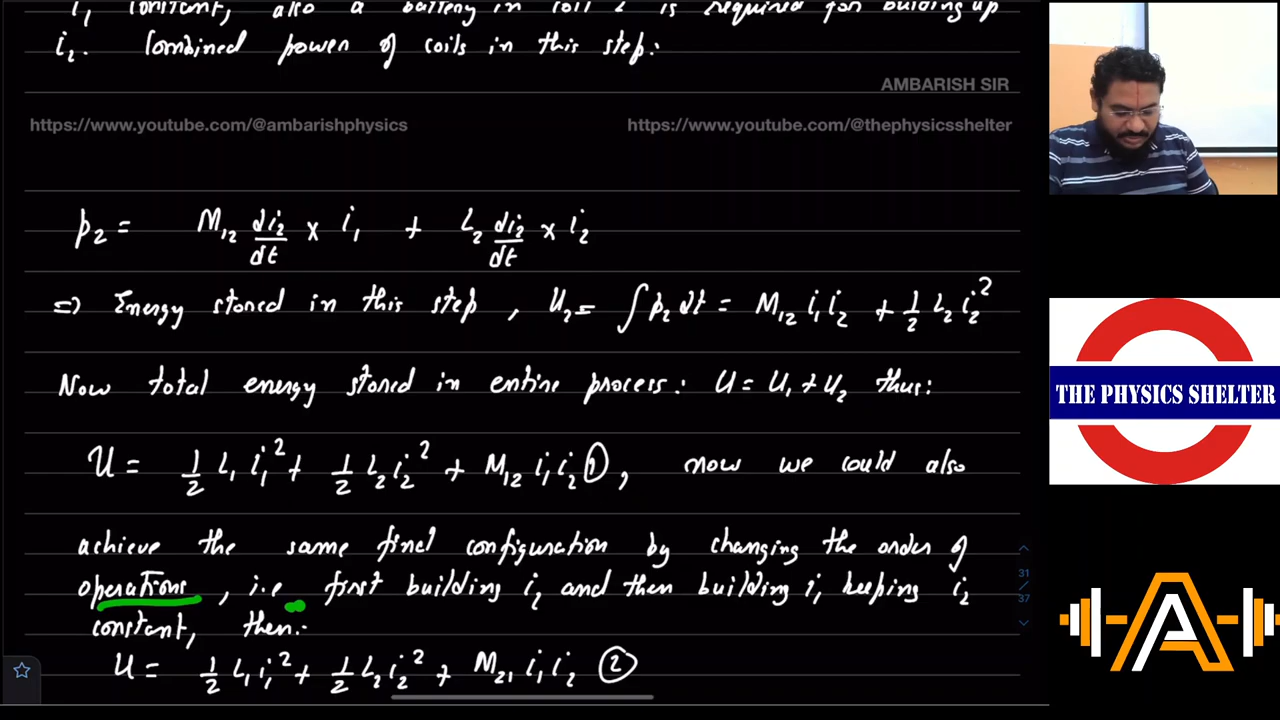 i₁ constant, also a battery in coil 2 is required for building up
i₂. Combined power of coils in this step:
AMBARISH SIR
https://www.youtube.com/@ambarishphysics
https://www.youtube.com/@thephysicsshelter
p₂ = M₁₂ di₂/dt × i₁ + L₂ di₂/dt × i₂
⇒ Energy stored in this step, U₂ = ∫p₂dt = M₁₂ i₁i₂ + 1/2 L₂ i₂²
Now total energy stored in entire process: U = U₁ + U₂ thus:
U = 1/2 L₁ i₁² + 1/2 L₂ i₂² + M₁₂ i₁ i₂ ①, now we could also
achieve the same final configuration by changing the order of
operations, i.e first building i₂ and then building i₁ keeping i₂
constant, then:
U = 1/2 L₁ i₁² + 1/2 L₂ i₂² + M₂₁ i₁ i₂ ②
31
/
37
THE PHYSICS SHELTER
A